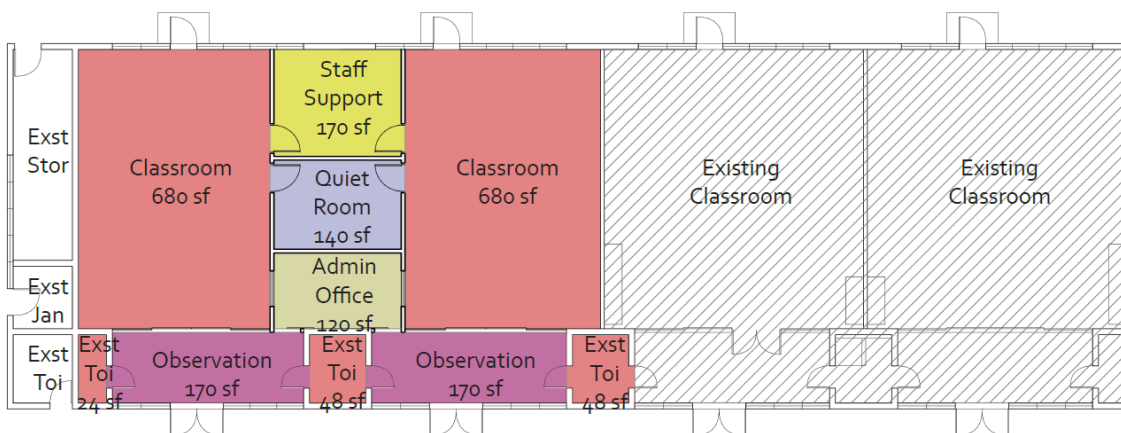 Staff
Support
170 sf
Exst
Stor
Classroom
680 sf
Quiet
Room
140 sf
Classroom
680 sf
Existing
Classroom
Existing
Classroom
Exst
Jan
Admin
Office
120 sf
Exst
Toi
Exst
Toi
24 sf
Observation
170 sf
Exst
Toi
48 sf
Observation
170 sf
Exst
Toi
48 sf